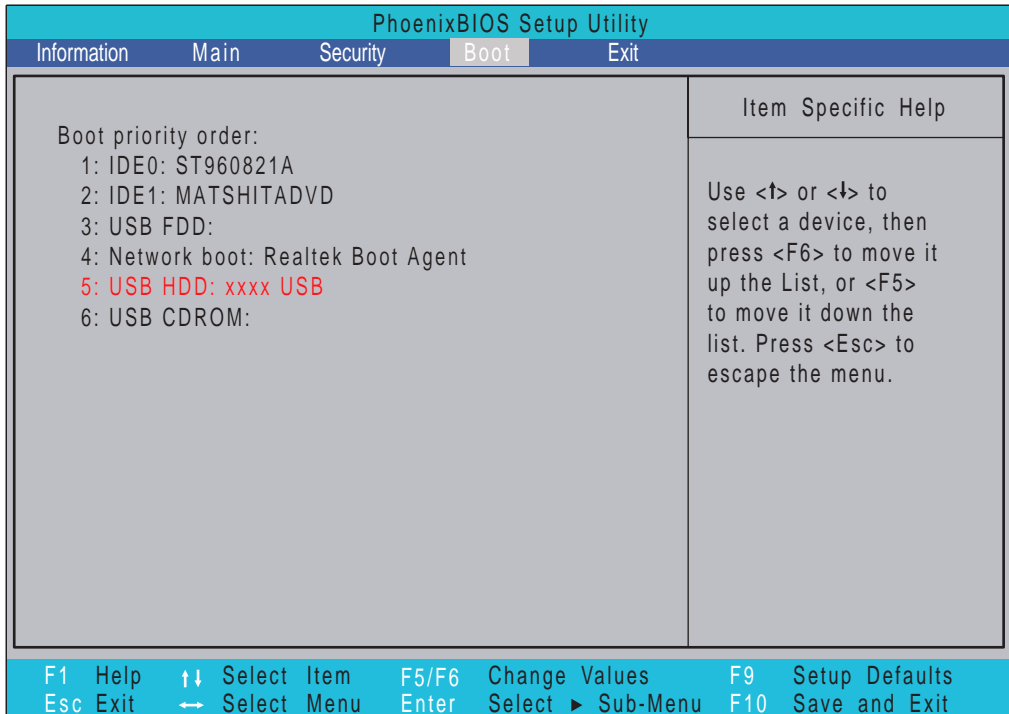 PhoenixBIOS Setup Utility
Information Main Security Boot Exit
Boot priority order:
1: IDE0: ST960821A
2: IDE1: MATSHITADVD
3: USB FDD:
4: Network boot: Realtek Boot Agent
5: USB HDD: xxxx USB
6: USB CDROM:
Item Specific Help
Use <↑> or <↓> to
select a device, then
press <F6> to move it
up the List, or <F5>
to move it down the
list. Press <Esc> to
escape the menu.
F1 Help ↑↓ Select Item F5/F6 Change Values F9 Setup Defaults
Esc Exit ↔ Select Menu Enter Select ► Sub-Menu F10 Save and Exit